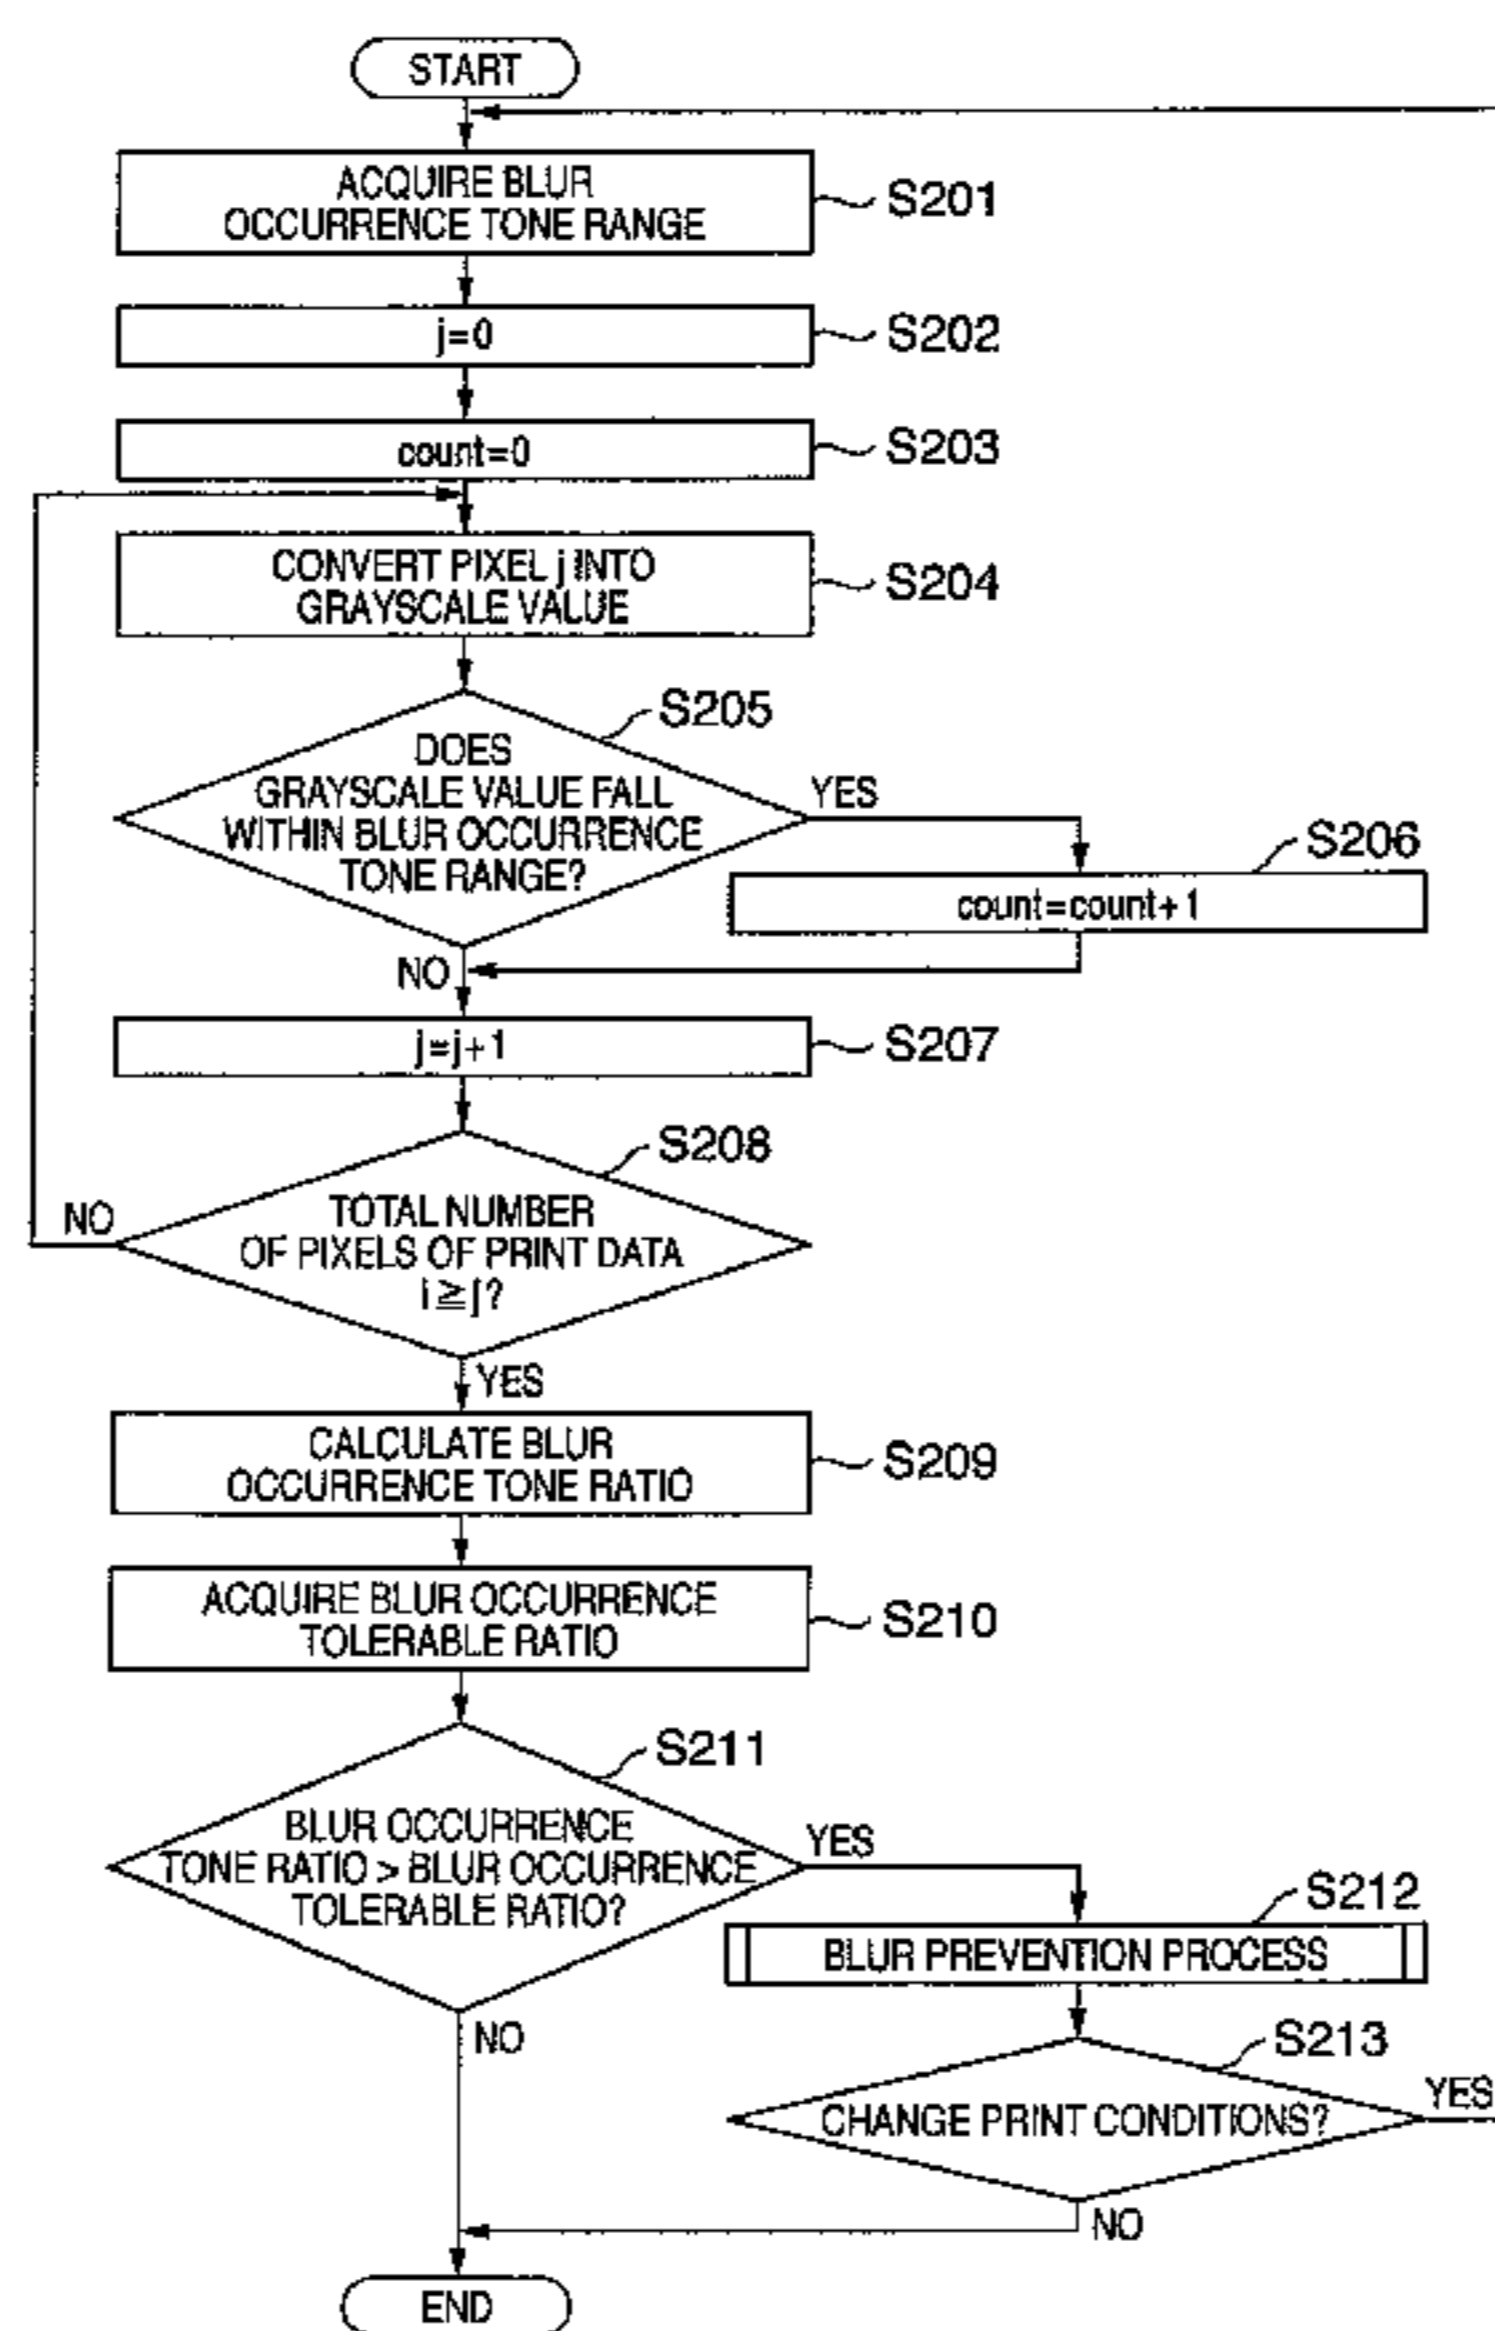 START
ACQUIRE BLUR
OCCURRENCE TONE RANGE
S201
j=0
S202
count=0
S203
CONVERT PIXEL j INTO
GRAYSCALE VALUE
S204
S205
DOES
GRAYSCALE VALUE FALL
WITHIN BLUR OCCURRENCE
TONE RANGE?
YES
S206
count=count+1
NO
j=j+1
S207
S208
TOTAL NUMBER
OF PIXELS OF PRINT DATA
i≧j?
NO
YES
CALCULATE BLUR
OCCURRENCE TONE RATIO
S209
ACQUIRE BLUR OCCURRENCE
TOLERABLE RATIO
S210
S211
BLUR OCCURRENCE
TONE RATIO > BLUR OCCURRENCE
TOLERABLE RATIO?
YES
S212
BLUR PREVENTION PROCESS
NO
S213
CHANGE PRINT CONDITIONS?
YES
NO
END